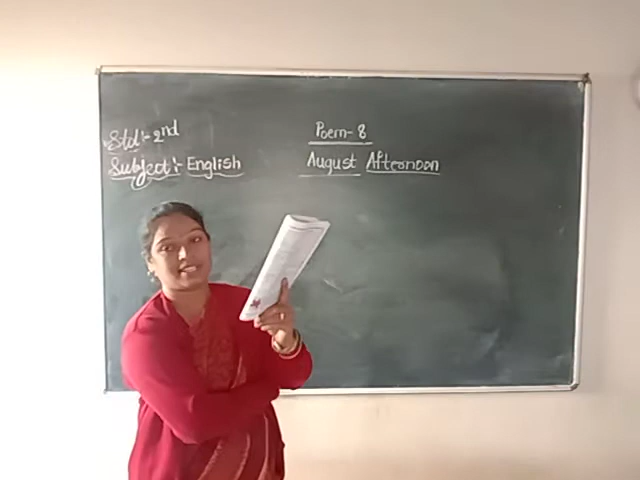 Std:- 2nd
Subject:- English
Poem- 8
August Afternoon